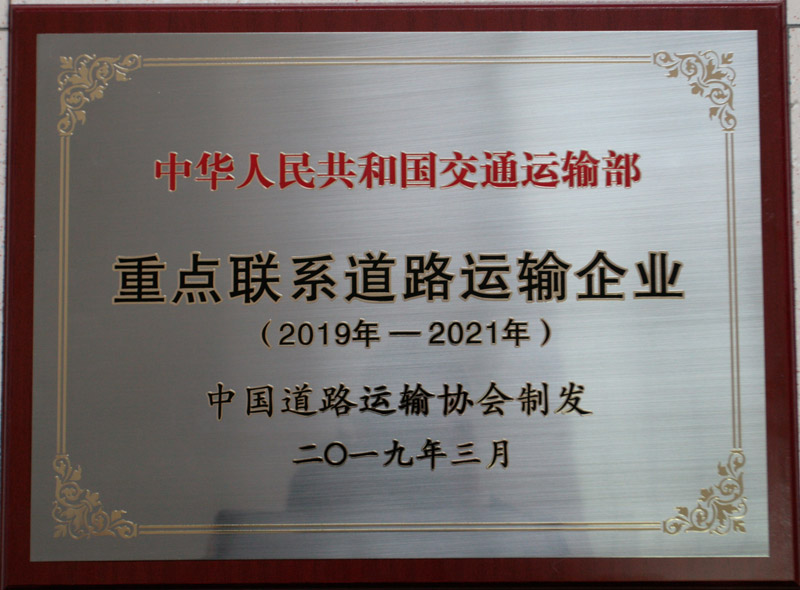 中华人民共和国交通运输部
重点联系道路运输企业
（2019年－2021年）
中国道路运输协会制发
二〇一九年三月